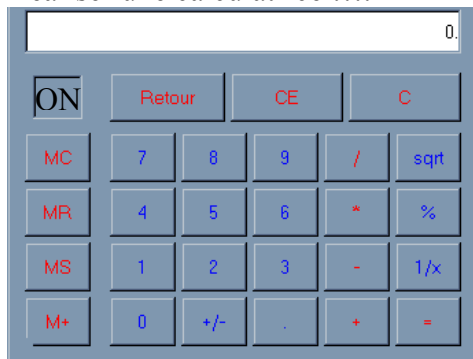 0.
ON Retour CE C
MC 7 8 9 / sqrt
MR 4 5 6 * %
MS 1 2 3 - 1/x
M+ 0 +/- . + =